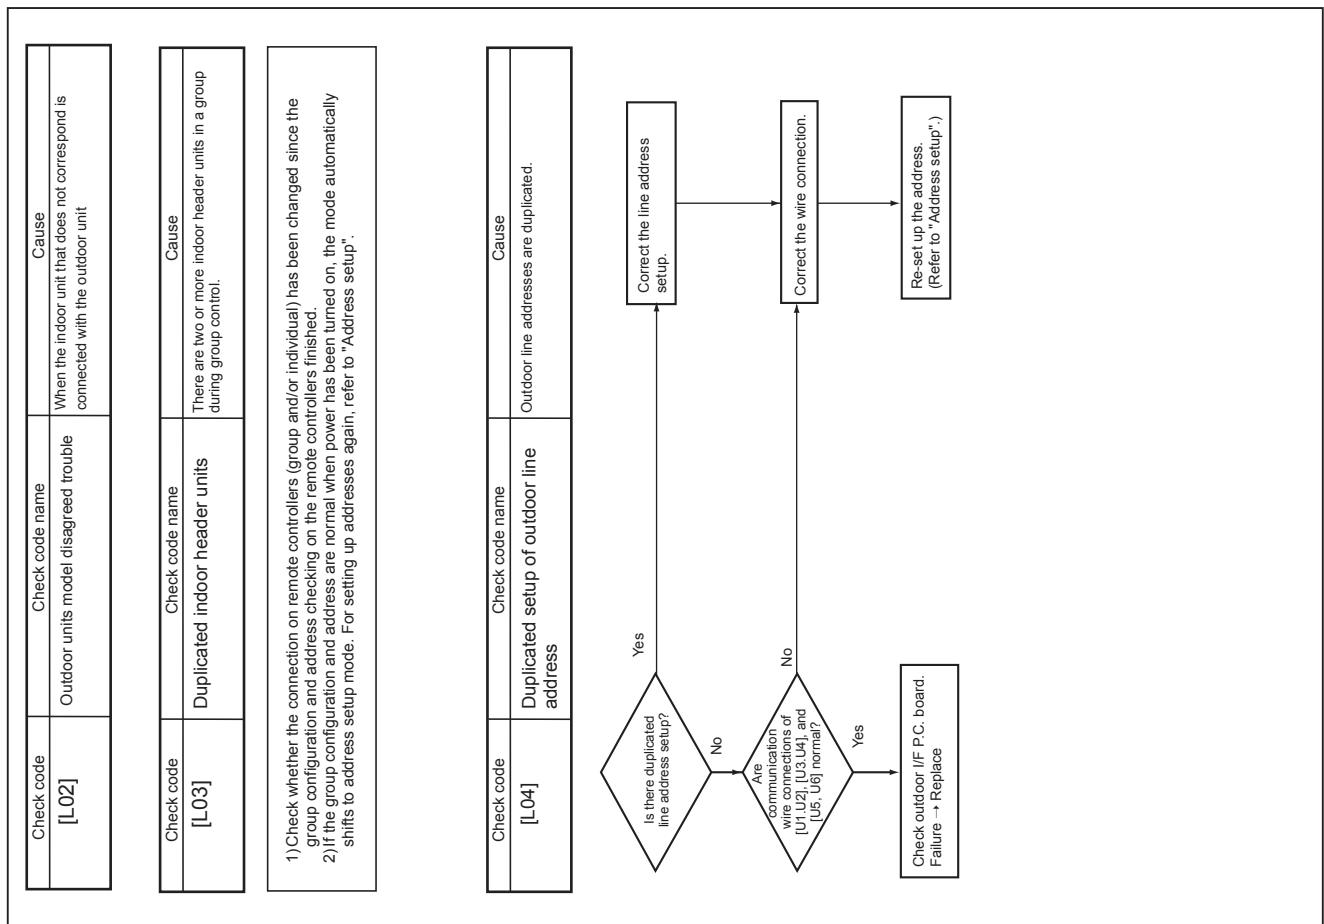 Check code
Check code name
Cause
[L02]
Outdoor units model disagreed trouble
When the indoor unit that does not correspond is
connected with the outdoor unit
Check code
Check code name
Cause
[L03]
Duplicated indoor header units
There are two or more indoor header units in a group
during group control.
1)Check whether the connection on remote controllers (group and/or individual) has been changed since the
group configuration and address checking on the remote controllers finished.
2)If the group configuration and address are normal when power has been turned on, the mode automatically
shifts to address setup mode. For setting up addresses again, refer to "Address setup".
Check code
Check code name
Cause
[L04]
Duplicated setup of outdoor line
address
Outdoor line addresses are duplicated.
Is there duplicated
line address setup?
Yes
Correct the line address
setup.
No
Are
communication
wire connections of
[U1.U2], [U3.U4], and
[U5, U6] normal?
No
Correct the wire connection.
Yes
Check outdoor I/F P.C. board.
Failure → Replace
Re-set up the address.
(Refer to "Address setup".)